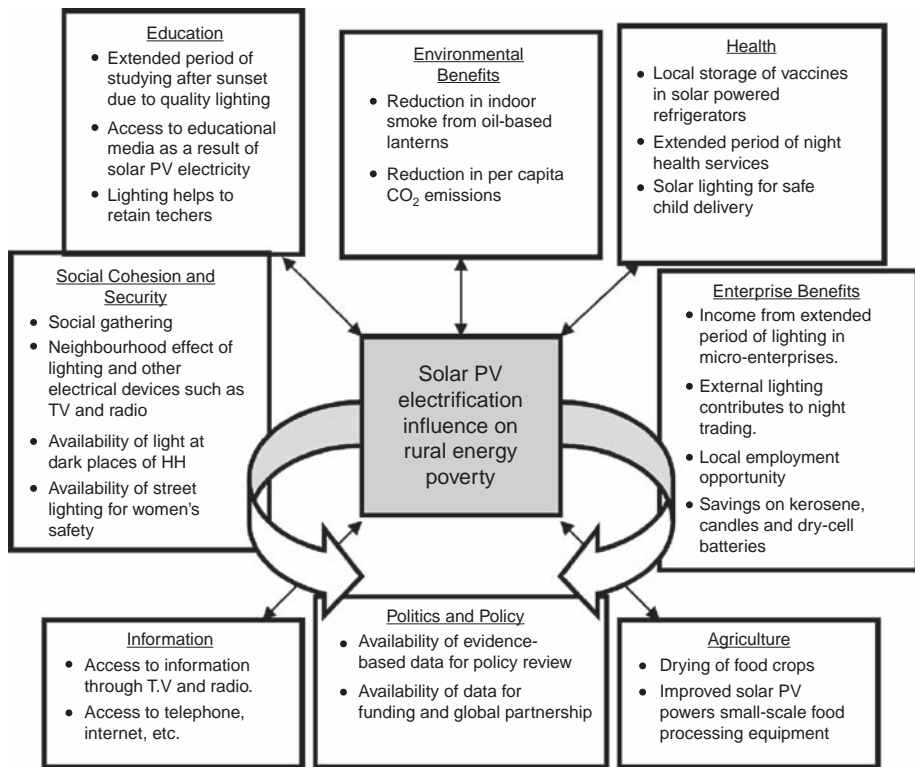 Education
• Extended period of
studying after sunset
due to quality lighting
• Access to educational
media as a result of
solar PV electricity
• Lighting helps to
retain techers
Environmental
Benefits
• Reduction in indoor
smoke from oil-based
lanterns
• Reduction in per capita
CO₂ emissions
Health
• Local storage of vaccines
in solar powered
refrigerators
• Extended period of night
health services
• Solar lighting for safe
child delivery
Social Cohesion and
Security
• Social gathering
• Neighbourhood effect of
lighting and other
electrical devices such as
TV and radio
• Availability of light at
dark places of HH
• Availability of street
lighting for women's
safety
Solar PV
electrification
influence on
rural energy
poverty
Enterprise Benefits
• Income from extended
period of lighting in
micro-enterprises.
• External lighting
contributes to night
trading.
• Local employment
opportunity
• Savings on kerosene,
candles and dry-cell
batteries
Information
• Access to information
through T.V and radio.
• Access to telephone,
internet, etc.
Politics and Policy
• Availability of evidence-
based data for policy review
• Availability of data for
funding and global partnership
Agriculture
• Drying of food crops
• Improved solar PV
powers small-scale food
processing equipment